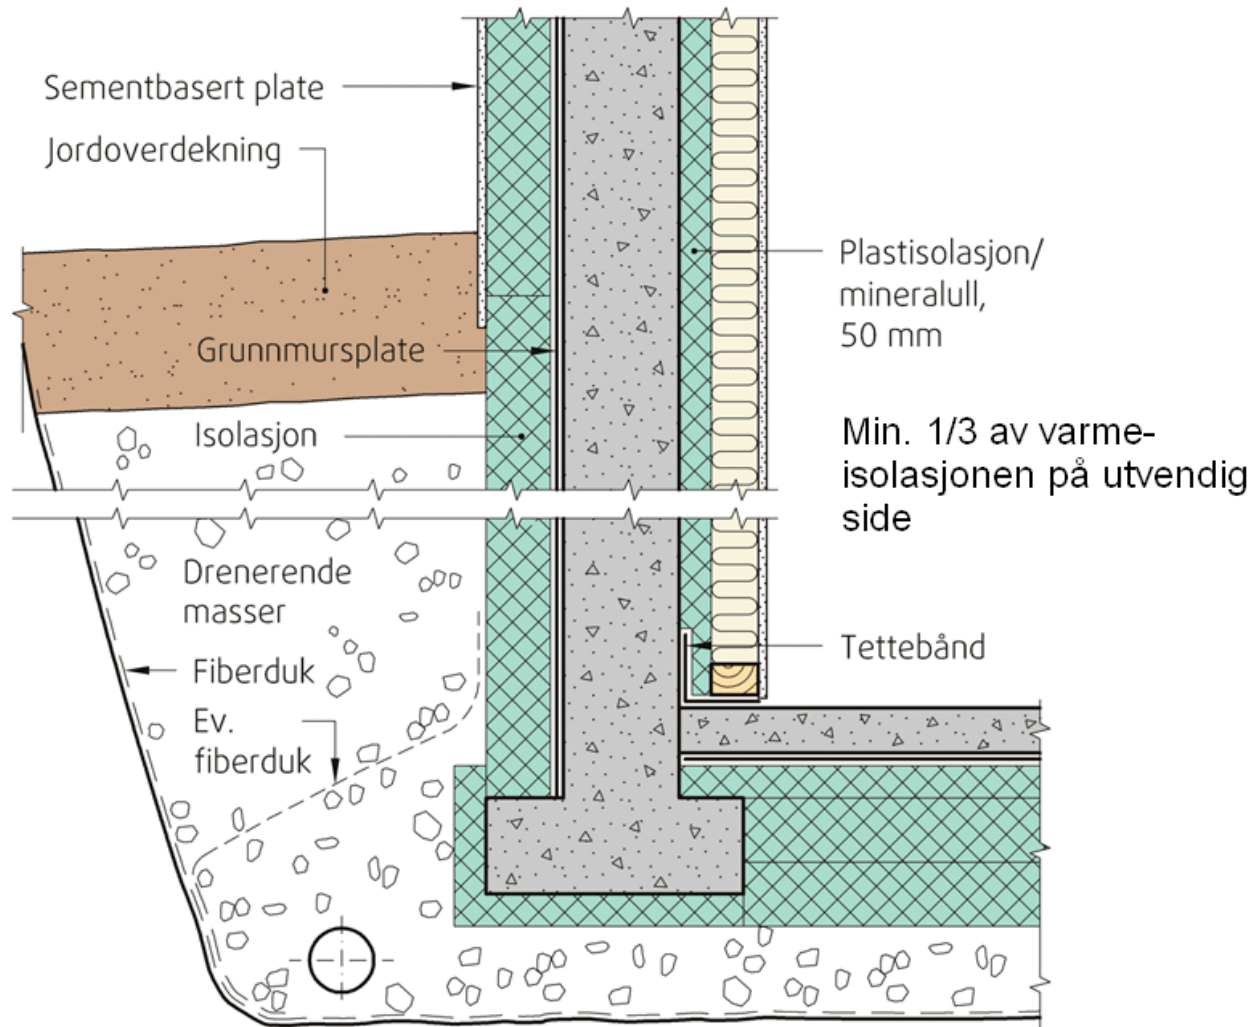 Sementbasert plate
Jordoverdekning
Grunnmursplate
Isolasjon
Drenerende
masser
Fiberduk
Ev.
fiberduk
Plastisolasjon/
mineralull,
50 mm
Min. 1/3 av varme-
isolasjonen på utvendig
side
Tettebånd